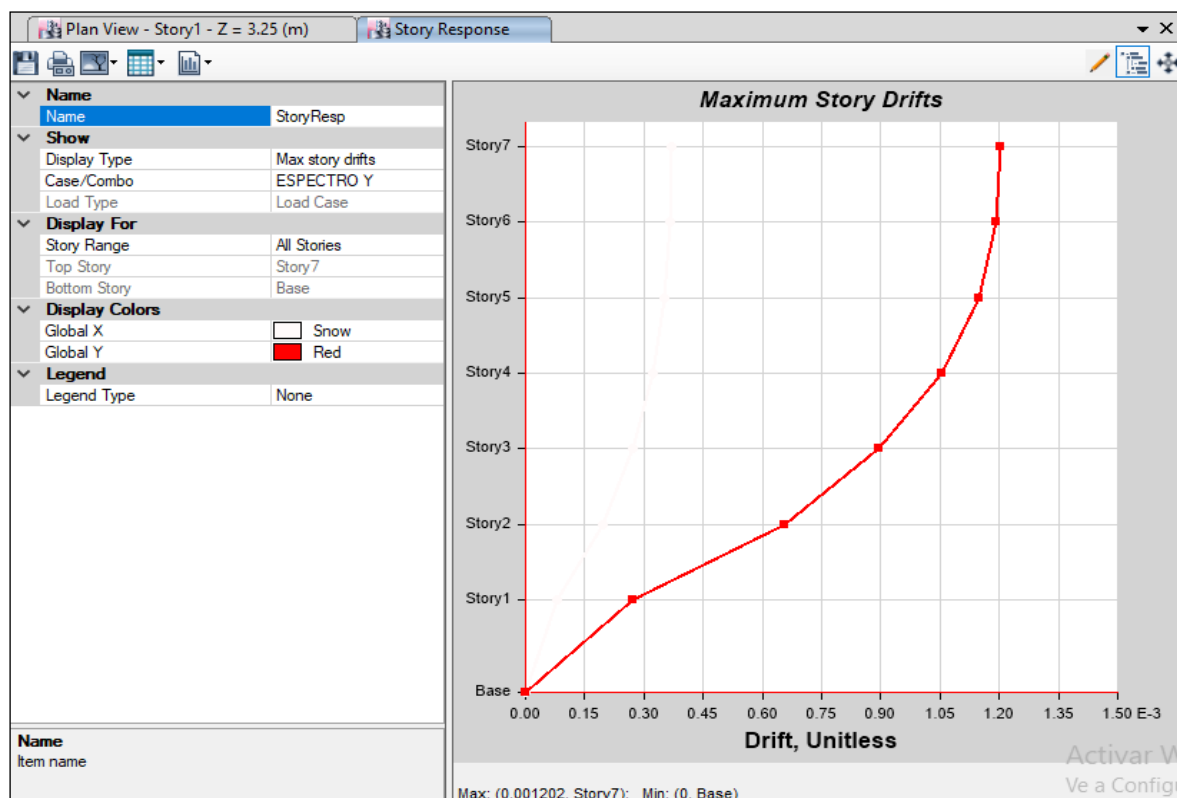 Plan View - Story1 - Z = 3.25 (m)
Story Response
Name
Name StoryResp
Show
Display Type Max story drifts
Case/Combo ESPECTRO Y
Load Type Load Case
Display For
Story Range All Stories
Top Story Story7
Bottom Story Base
Display Colors
Global X Snow
Global Y Red
Legend
Legend Type None
Name
Item name
Maximum Story Drifts
Story7
Story6
Story5
Story4
Story3
Story2
Story1
Base
0.00 0.15 0.30 0.45 0.60 0.75 0.90 1.05 1.20 1.35 1.50 E-3
Drift, Unitless
Activar W
Ve a Config
Max: (0.001202, Story7); Min: (0, Base)